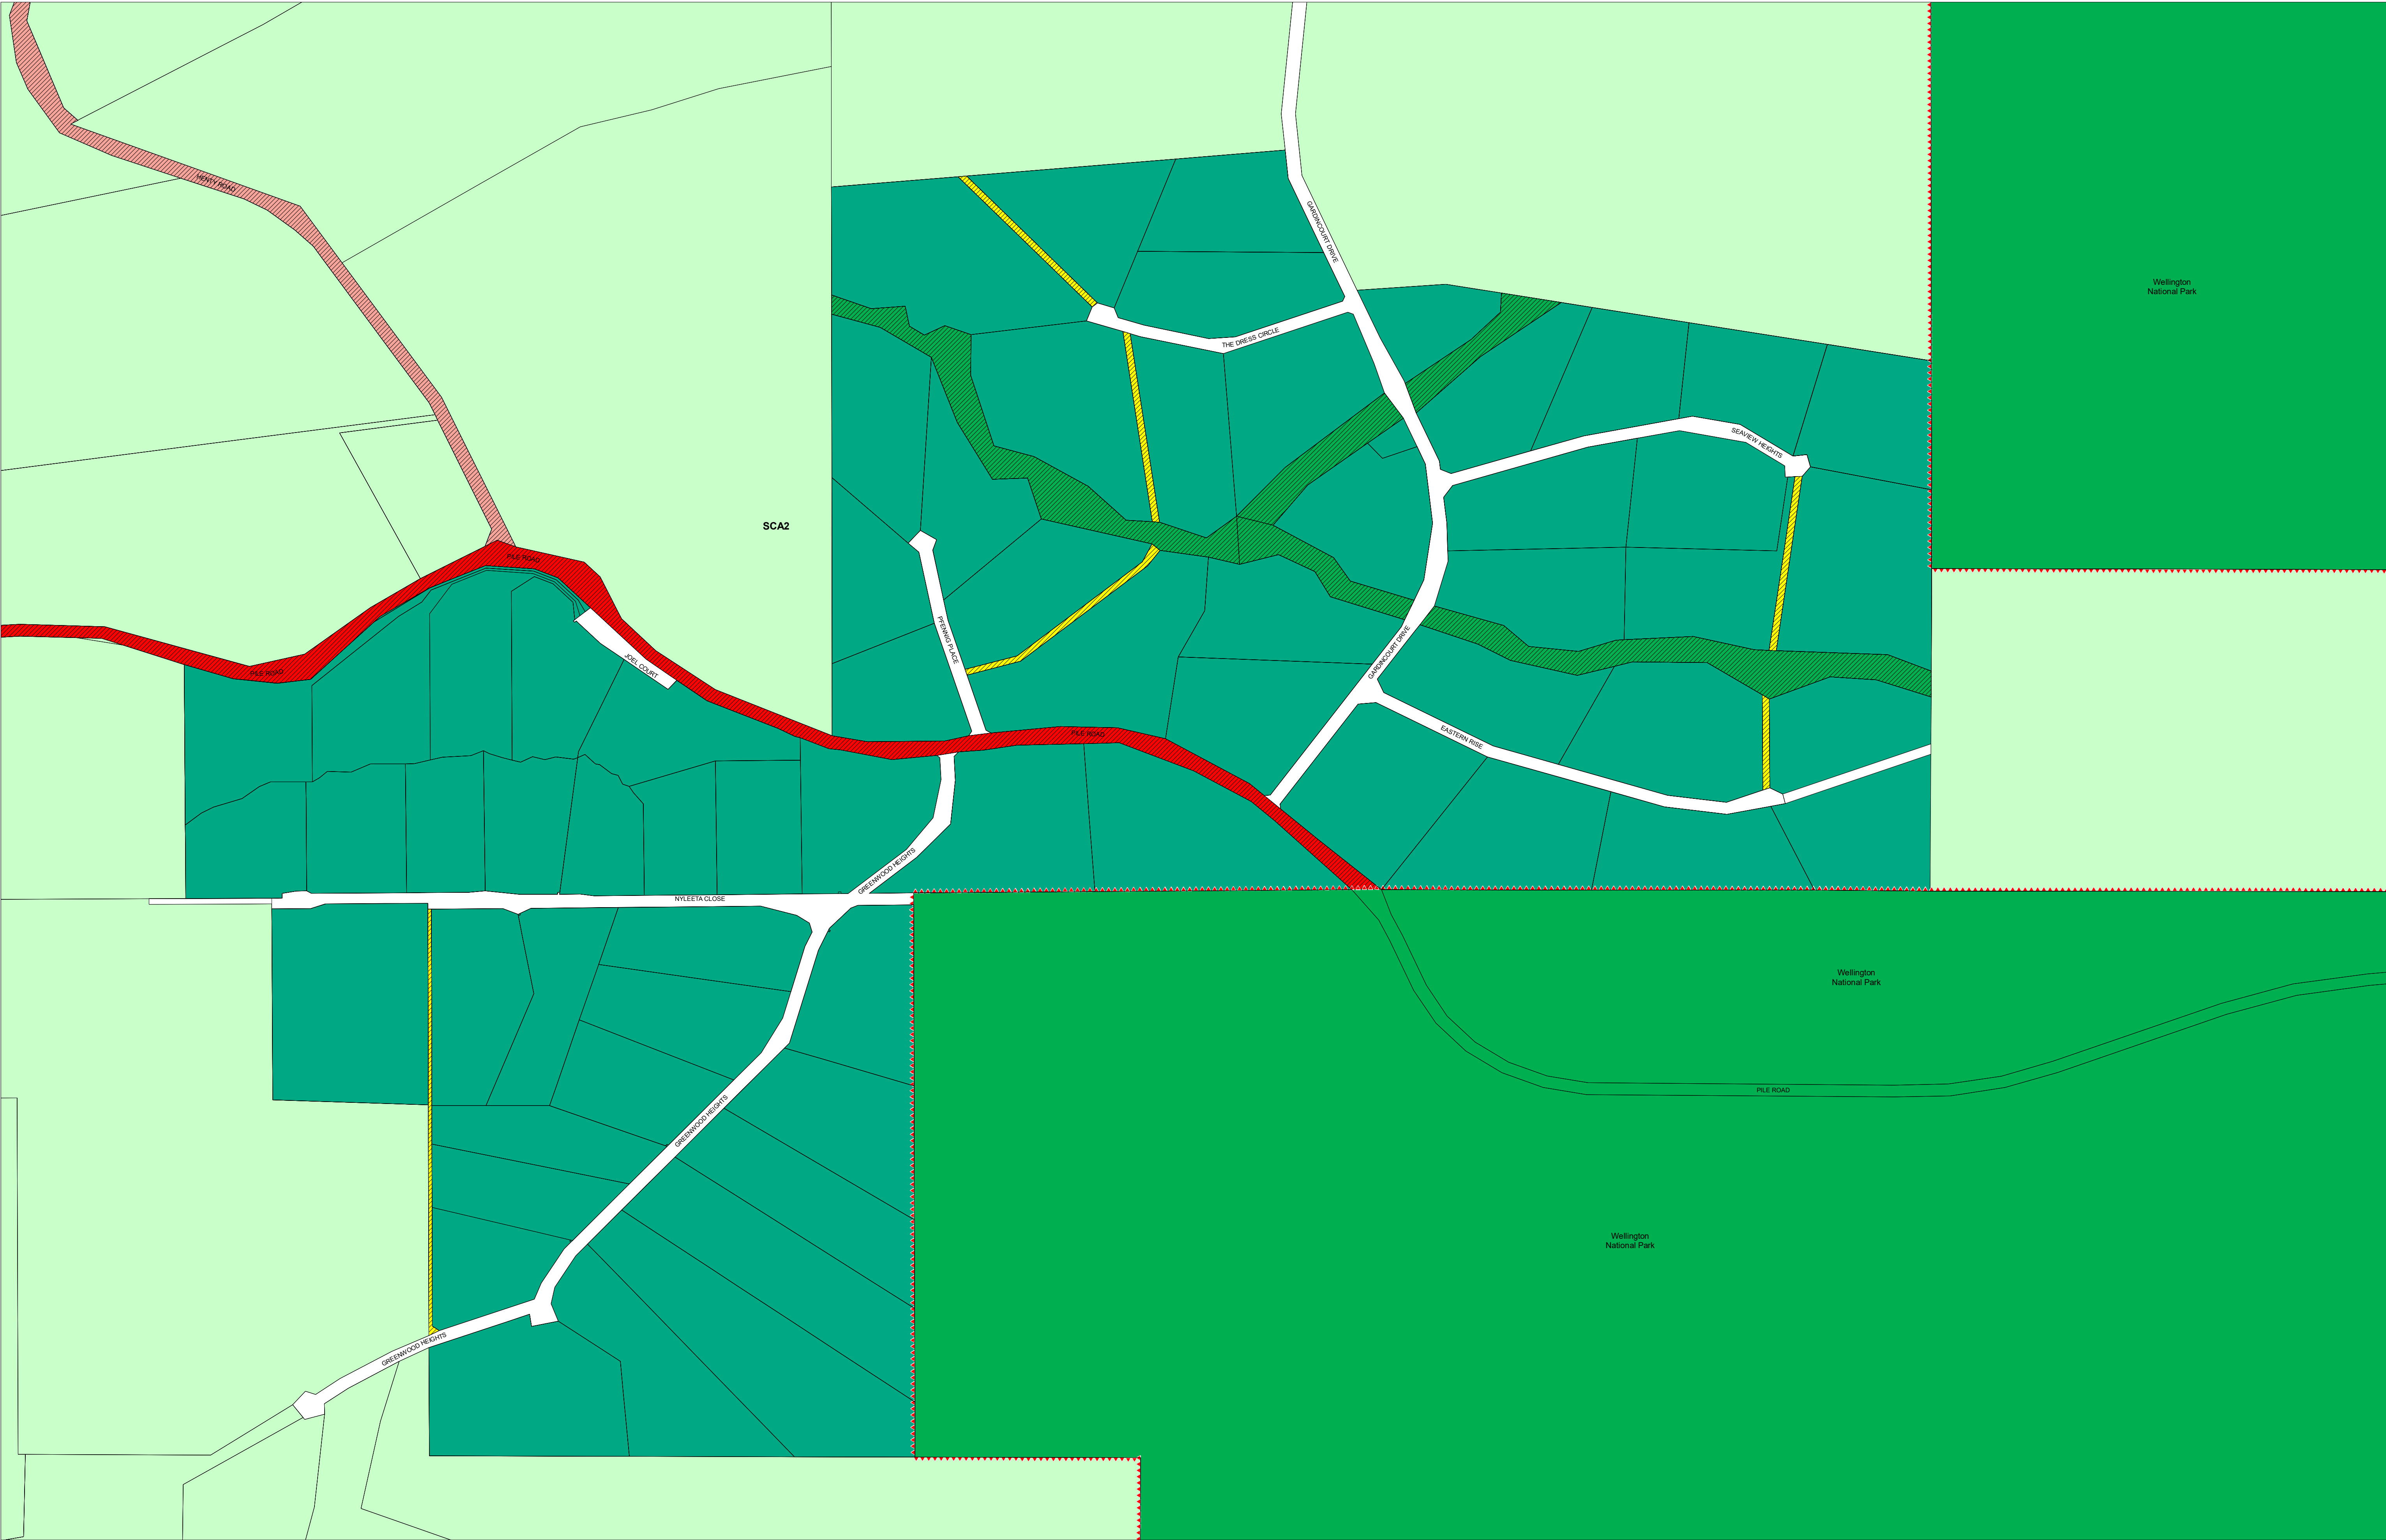 HENTY ROAD
GARDINCOURT DRIVE
Wellington
National Park
THE DRESS CIRCLE
SEAVIEW HEIGHTS
SCA2
PILE ROAD
PFENNIG PLACE
GARDINCOURT DRIVE
JOEL COURT
PILE ROAD
PILE ROAD
EASTERN RISE
GREENWOOD HEIGHTS
NYLEETA CLOSE
Wellington
National Park
PILE ROAD
GREENWOOD HEIGHTS
Wellington
National Park
GREENWOOD HEIGHTS